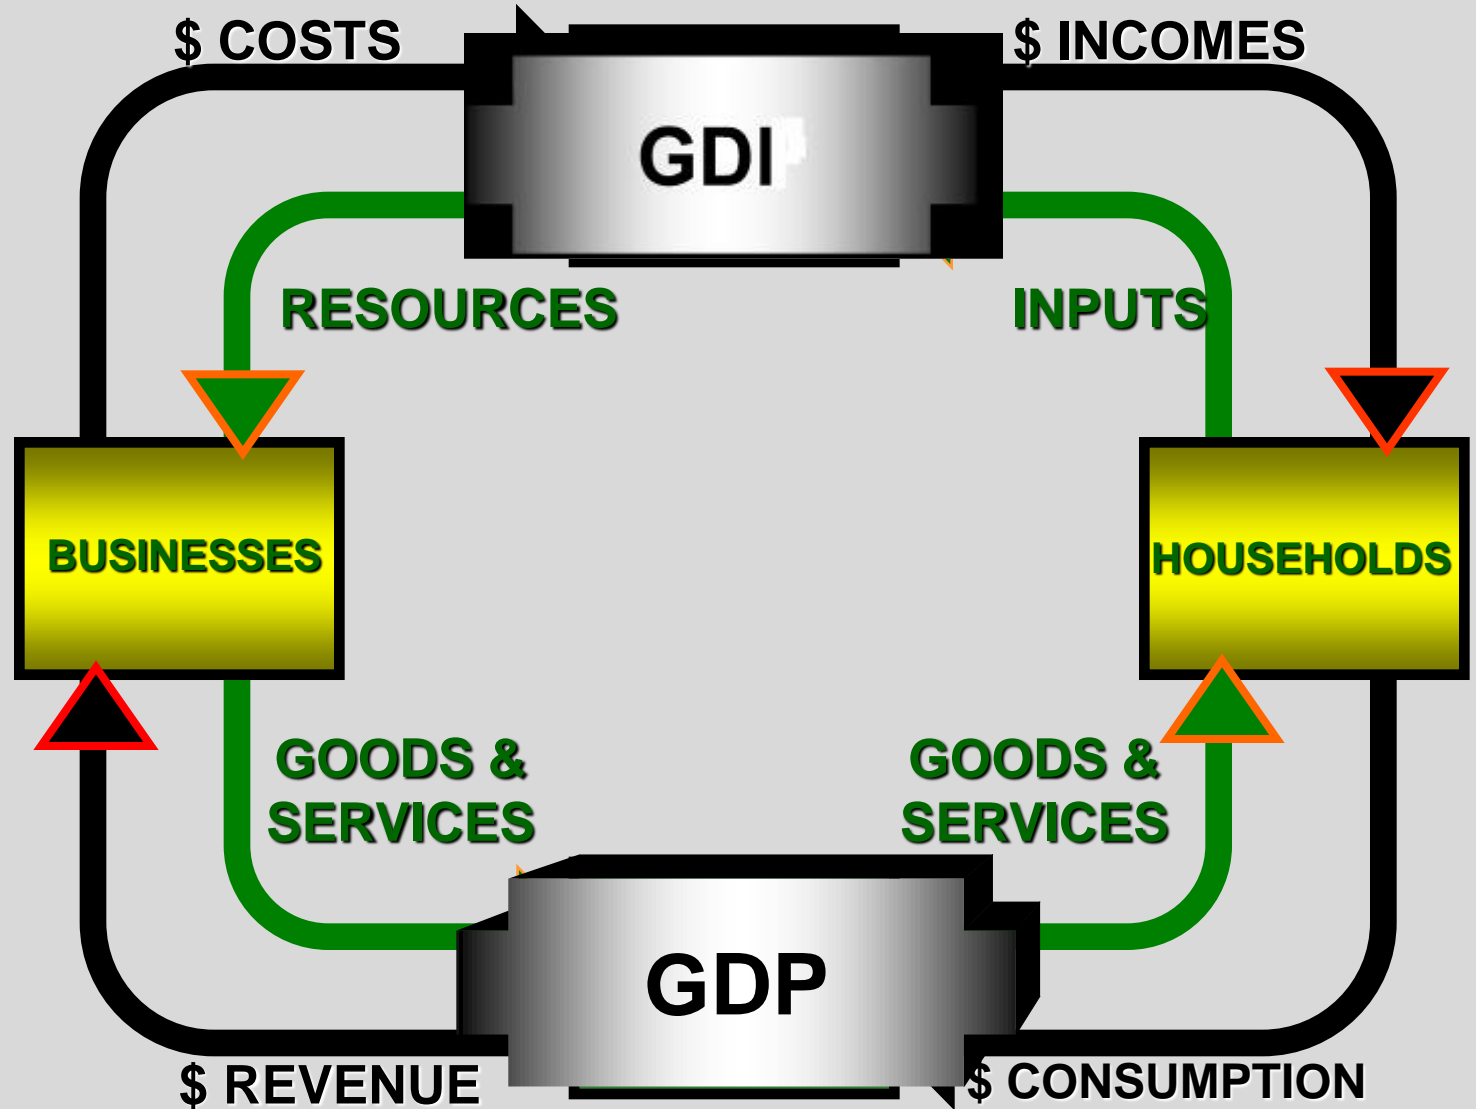 $ COSTS
$ INCOMES
GDI
RESOURCES
INPUTS
BUSINESSES
HOUSEHOLDS
GOODS &
SERVICES
GOODS &
SERVICES
GDP
$ REVENUE
$ CONSUMPTION